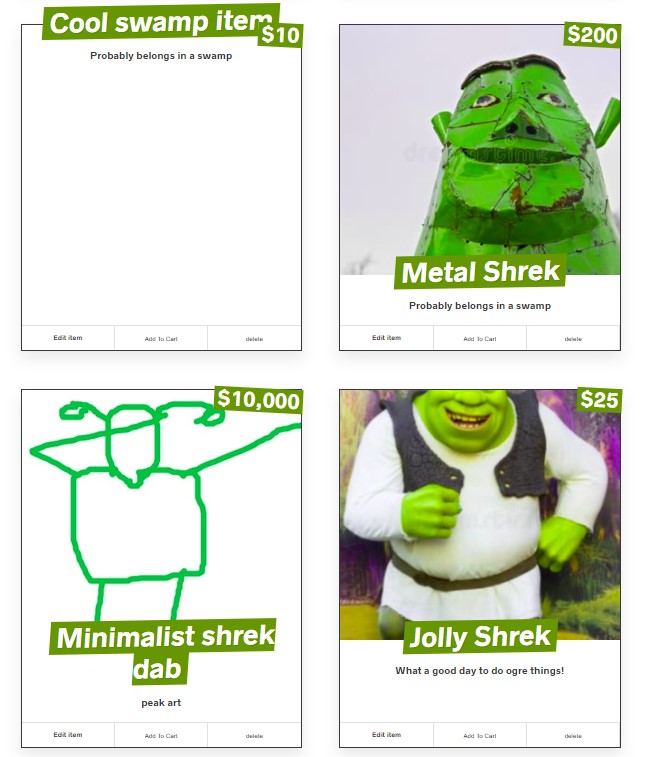 Cool swamp item
$10
Probably belongs in a swamp
Edit item
Add To Cart
delete
$200
dreamstime
Metal Shrek
Probably belongs in a swamp
Edit item
Add To Cart
delete
$10,000
Minimalist shrek
dab
peak art
Edit item
Add To Cart
delete
$25
Jolly Shrek
What a good day to do ogre things!
Edit item
Add To Cart
delete